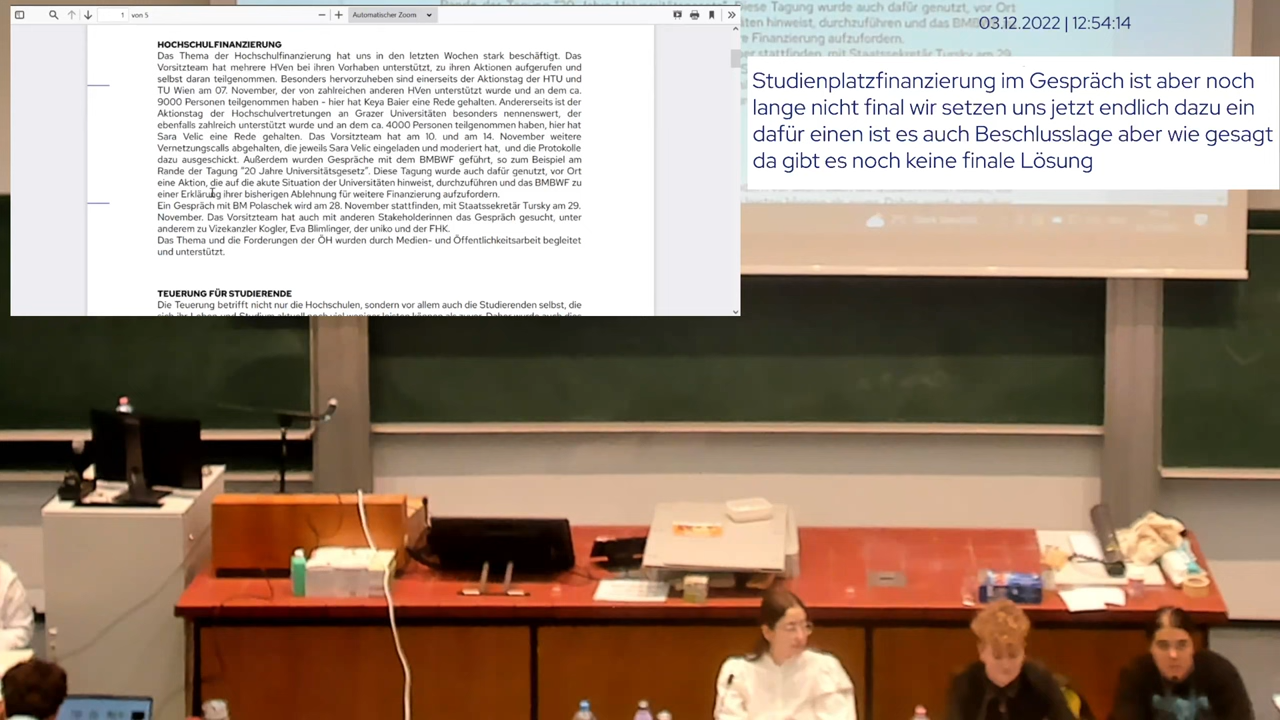 1 von 5
Automatischer Zoom
HOCHSCHULFINANZIERUNG
Das Thema der Hochschulfinanzierung hat uns in den letzten Wochen stark beschäftigt. Das
Vorsitzteam hat mehrere HVen bei ihren Vorhaben unterstützt, zu ihren Aktionen aufgerufen und
selbst daran teilgenommen. Besonders hervorzuheben sind einerseits der Aktionstag der HTU und
TU Wien am 07. November, der von zahlreichen anderen HVen unterstützt wurde und an dem ca.
9000 Personen teilgenommen haben - hier hat Keya Baier eine Rede gehalten. Andererseits ist der
Aktionstag der Hochschulvertretungen an Grazer Universitäten besonders nennenswert, der
ebenfalls zahlreich unterstützt wurde und an dem ca. 4000 Personen teilgenommen haben, hier hat
Sara Velic eine Rede gehalten. Das Vorsitzteam hat am 10. und am 14. November weitere
Vernetzungscalls abgehalten, die jeweils Sara Velic eingeladen und moderiert hat, und die Protokolle
dazu ausgeschickt. Außerdem wurden Gespräche mit dem BMBWF geführt, so zum Beispiel am
Rande der Tagung "20 Jahre Universitätsgesetz". Diese Tagung wurde auch dafür genutzt, vor Ort
eine Aktion, die auf die akute Situation der Universitäten hinweist, durchzuführen und das BMBWF zu
einer Erklärung ihrer bisherigen Ablehnung für weitere Finanzierung aufzufordern.
Ein Gespräch mit BM Polaschek wird am 28. November stattfinden, mit Staatssekretär Tursky am 29.
November. Das Vorsitzteam hat auch mit anderen Stakeholderinnen das Gespräch gesucht, unter
anderem zu Vizekanzler Kogler, Eva Blimlinger, der uniko und der FHK.
Das Thema und die Forderungen der ÖH wurden durch Medien- und Öffentlichkeitsarbeit begleitet
und unterstützt.
TEUERUNG FÜR STUDIERENDE
Die Teuerung betrifft nicht nur die Hochschulen, sondern vor allem auch die Studierenden selbst, die
03.12.2022 | 12:54:14
Studienplatzfinanzierung im Gespräch ist aber noch
lange nicht final wir setzen uns jetzt endlich dazu ein
dafür einen ist es auch Beschlusslage aber wie gesagt
da gibt es noch keine finale Lösung